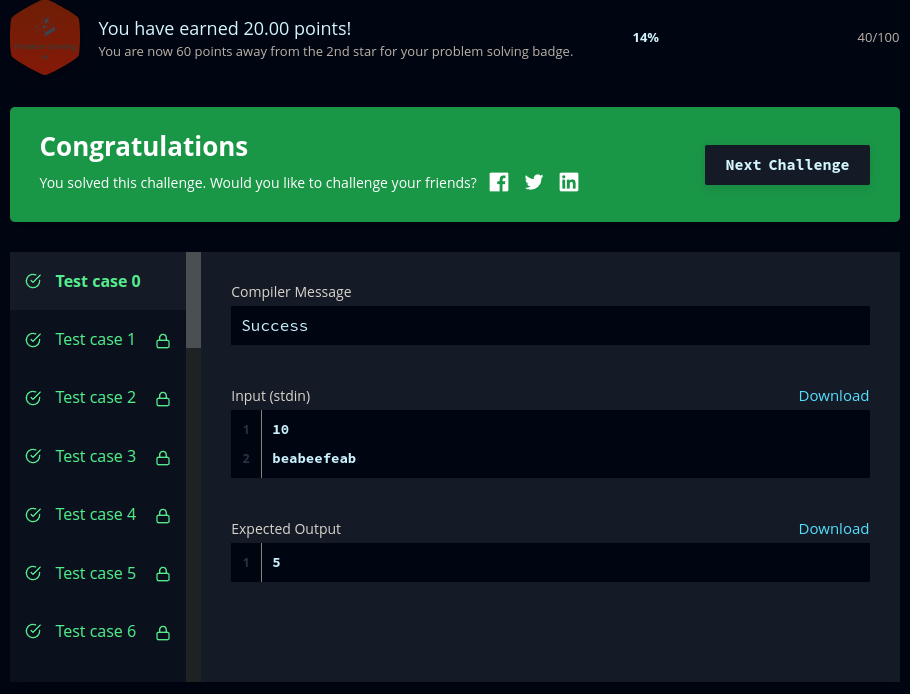 You have earned 20.00 points!
You are now 60 points away from the 2nd star for your problem solving badge.
14%
40/100
Congratulations
You solved this challenge. Would you like to challenge your friends?
Next Challenge
Test case 0
Test case 1
Test case 2
Test case 3
Test case 4
Test case 5
Test case 6
Compiler Message
Success
Input (stdin)
Download
1 10
2 beabeefeab
Expected Output
Download
1 5